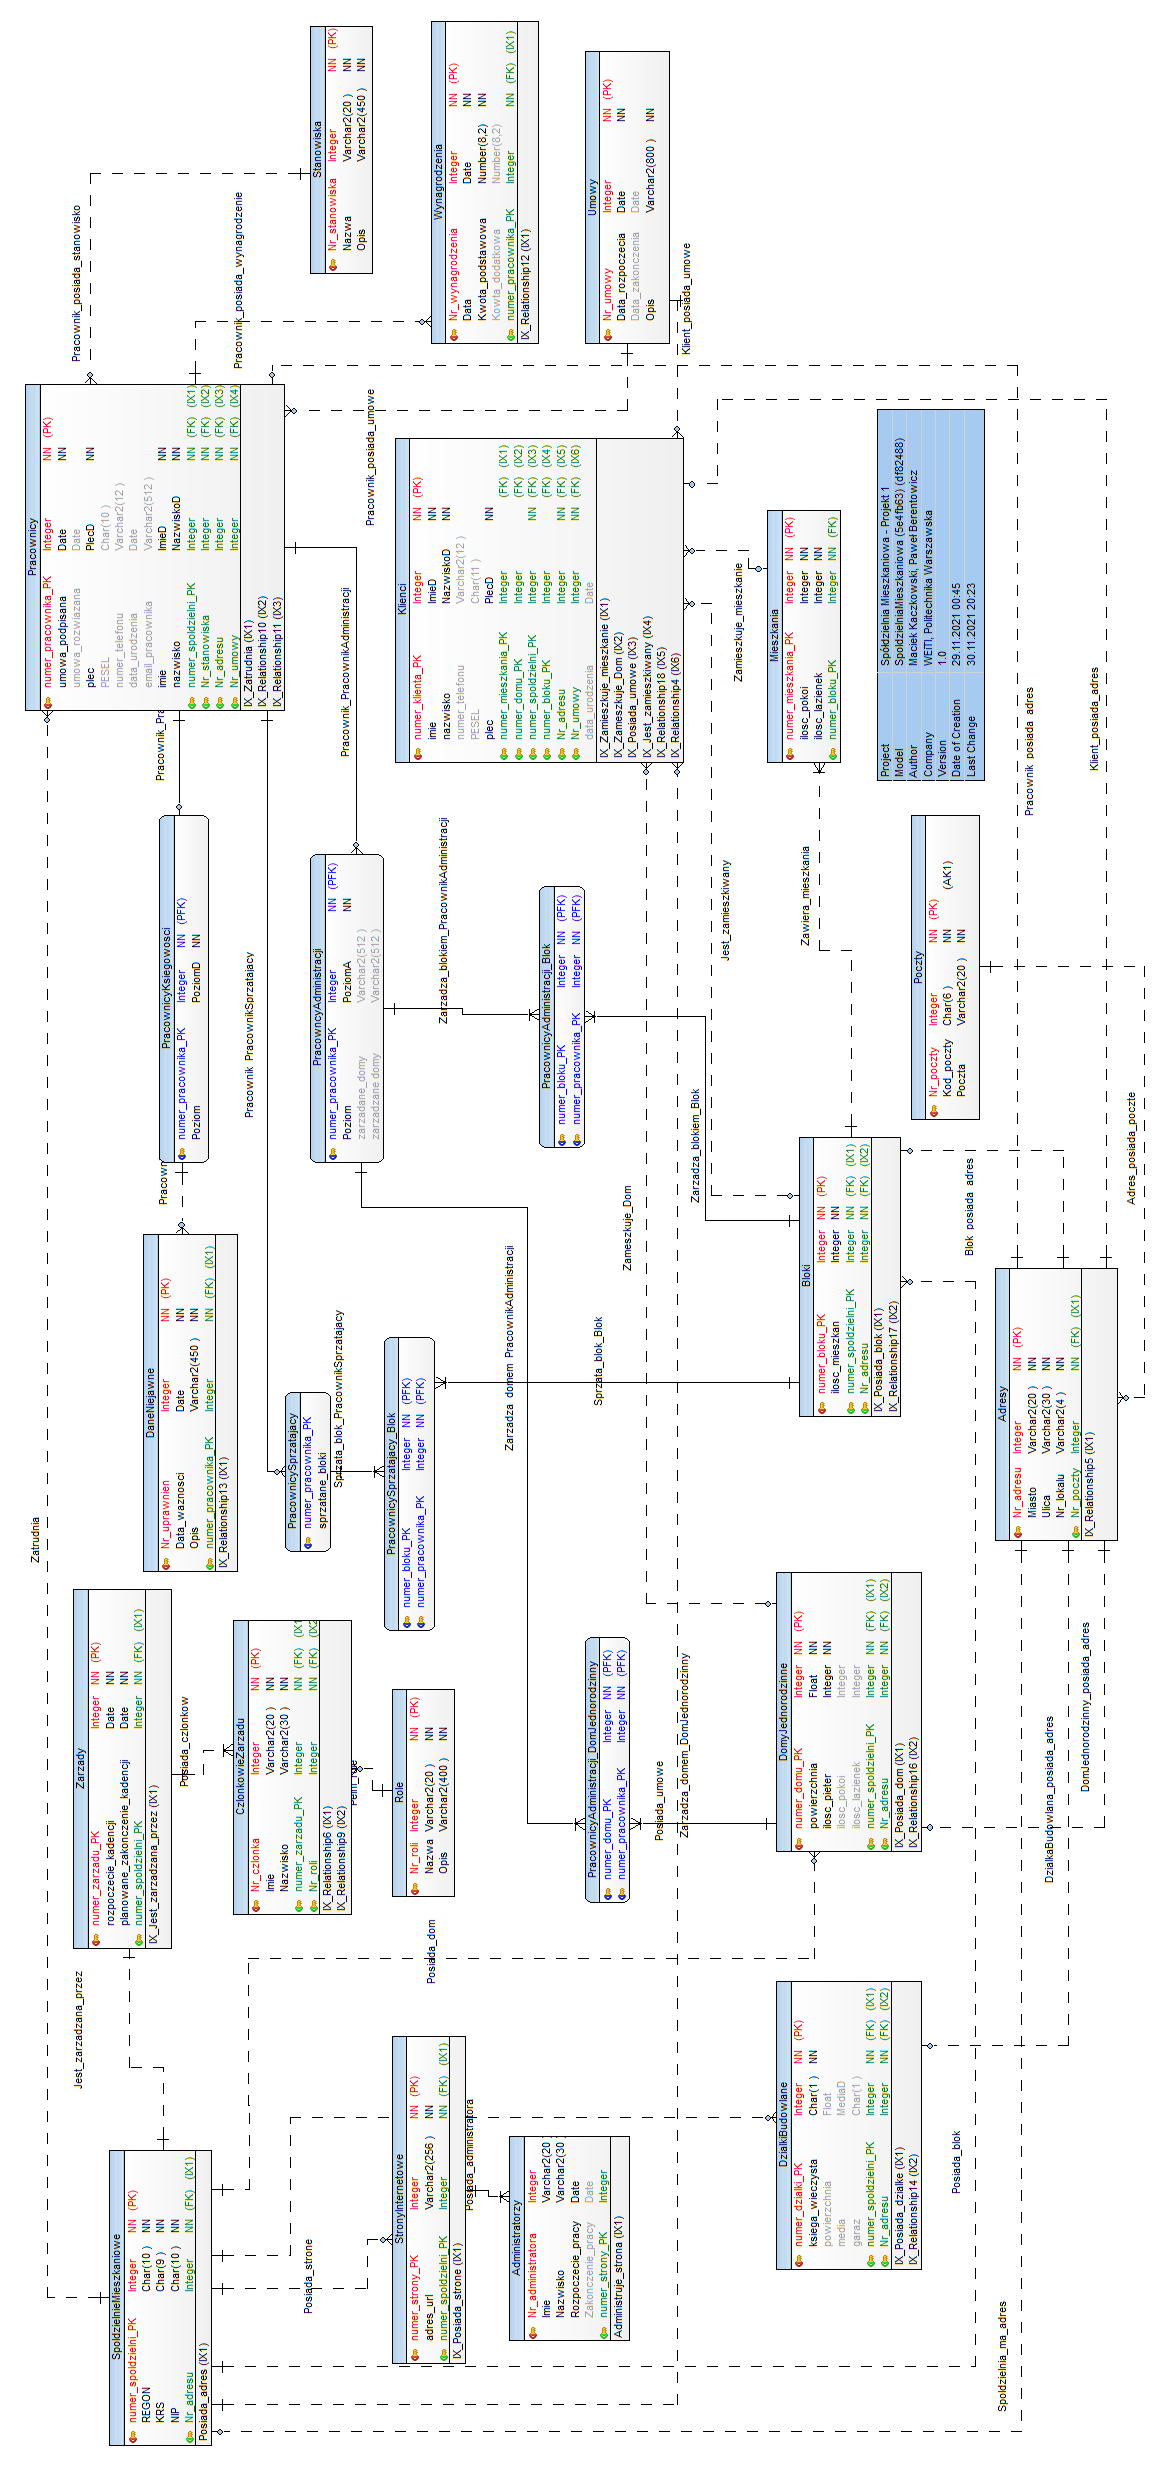 Stanowiska
Nr_stanowiska Integer NN (PK)
Nazwa Varchar2(20 ) NN
Opis Varchar2(450 ) NN
Wynagrodzenia
Nr_wynagrodzenia Integer NN (PK)
Data Date NN
Kwota_podstawowa Number(8,2) NN
Kowta_dodatkowa Number(8,2)
numer_pracownika_PK Integer NN (FK) (IX1)
IX_Relationship12 (IX1)
Umowy
Nr_umowy Integer NN (PK)
Data_rozpoczecia Date NN
Data_zakonczenia Date
Opis Varchar2(800 ) NN
Pracownik_posiada_stanowisko
Pracownik_posiada_wynagrodzenie
Klient_posiada_umowe
Pracownicy
numer_pracownika_PK Integer NN (PK)
umowa_podpisana Date NN
umowa_rozwiazana Date
plec PlecD NN
PESEL Char(10 )
numer_telefonu Varchar2(12 )
data_urodzenia Date
email_pracownika Varchar2(512 )
imie ImieD NN
nazwisko NazwiskoD NN
numer_spoldzielni_PK Integer NN (FK) (IX1)
Nr_stanowiska Integer NN (FK) (IX2)
Nr_adresu Integer NN (FK) (IX3)
Nr_umowy Integer NN (FK) (IX4)
IX_Zatrudnia (IX1)
IX_Relationship10 (IX2)
IX_Relationship11 (IX3)
Pracownik_posiada_umowe
Pracownik_PracownikAdministracji
Klienci
numer_klienta_PK Integer NN (PK)
imie ImieD NN
nazwisko NazwiskoD NN
numer_telefonu Varchar2(12 )
PESEL Char(11 )
plec PlecD NN
numer_mieszkania_PK Integer (FK) (IX1)
numer_domu_PK Integer (FK) (IX2)
numer_spoldzielni_PK Integer NN (FK) (IX3)
numer_bloku_PK Integer (FK) (IX4)
Nr_adresu Integer NN (FK) (IX5)
Nr_umowy Integer NN (FK) (IX6)
data_urodzenia Date
IX_Zamieszkuje_mieszkanie (IX1)
IX_Zameszkuje_Dom (IX2)
IX_Posiada_umowe (IX3)
IX_Jest_zamieszkiwany (IX4)
IX_Relationship18 (IX5)
IX_Relationship4 (IX6)
Zamieszkuje_mieszkanie
Mieszkania
numer_mieszkania_PK Integer NN (PK)
ilosc_pokoi Integer NN
ilosc_lazienek Integer NN
numer_bloku_PK Integer NN (FK)
Project Spółdzielnia Mieszkaniowa - Projekt 1
Model SpoldzielniaMieszkaniowa (5e4fb63) (df82488)
Author Maciek Kaczkowski, Paweł Berentowicz
Company WEITI, Politechnika Warszawska
Version 1.0
Date of Creation 29.11.2021 00:45
Last Change 30.11.2021 20:23
Pracownik posiada adres
Klient_posiada_adres
Pracownik_Pra
PracownicyKsiegowosci
numer_pracownika_PK Integer NN (PFK)
Poziom PoziomD NN
Pracownik PracownikSprzatajacy
PracownicyAdministracji
numer_pracownika_PK Integer NN (PFK)
Poziom PoziomA NN
zarzadane_domy Varchar2(512 )
zarzadzane domy Varchar2(512 )
Zarzadza_blokiem_PracownikAdministracji
PracownicyAdministracji_Blok
numer_bloku_PK Integer NN (PFK)
numer_pracownika_PK Integer NN (PFK)
Jest_zamieszkiwany
Zawiera_mieszkania
Poczty
Nr_poczty Integer NN (PK)
Kod_poczty Char(6 ) NN (AK1)
Poczta Varchar2(20 ) NN
Adres_posiada_poczte
Pracown
DaneNiejawne
Nr_uprawnien Integer NN (PK)
Data_waznosci Date NN
Opis Varchar2(450 ) NN
numer_pracownika_PK Integer NN (FK) (IX1)
IX_Relationship13 (IX1)
PracownicySprzatajacy
numer_pracownika_PK
sprzatane_bloki
Sprzata_blok_PracownikSprzatajacy
PracownicySprzatajacy_Blok
numer_bloku_PK Integer NN (PFK)
numer_pracownika_PK Integer NN (PFK)
Zarzadza domem PracownikAdministracji
Sprzata_blok_Blok
Zameszkuje_Dom
Zarzadza_blokiem_Blok
Bloki
numer_bloku_PK Integer NN (PK)
ilosc_mieszkan Integer NN
numer_spoldzielni_PK Integer NN (FK) (IX1)
Nr_adresu Integer NN (FK) (IX2)
IX_Posiada_blok (IX1)
IX_Relationship17 (IX2)
Blok posiada adres
Adresy
Nr_adresu Integer NN (PK)
Miasto Varchar2(20 ) NN
Ulica Varchar2(30 ) NN
Nr_lokalu Varchar2(4 ) NN
Nr_poczty Integer NN (FK) (IX1)
IX_Relationship5 (IX1)
Zatrudnia
Zarzady
numer_zarzadu_PK Integer NN (PK)
rozpoczecie_kadencji Date NN
planowane_zakonczenie_kadencji Date NN
numer_spoldzielni_PK Integer NN (FK) (IX1)
IX_Jest_zarzadzana_przez (IX1)
Posiada_członkow
CzlonkowieZarzadu
Nr_czlonka Integer NN (PK)
Imie Varchar2(20 ) NN
Nazwisko Varchar2(30 ) NN
numer_zarzadu_PK Integer NN (FK) (IX1
Nr_roli Integer NN (FK) (IX2
IX_Relationship6 (IX1)
IX_Relationship9 (IX2)
Role
Nr_roli Integer NN (PK)
Nazwa Varchar2(20 ) NN
Opis Varchar2(400 ) NN
PracownicyAdministracji_DomJednorodzinny
numer_domu_PK Integer NN (PFK)
numer_pracownika_PK Integer NN (PFK)
Posiada_umowe
Zarzadza_domem_DomJednorodzinny
DomyJednorodzinne
numer_domu_PK Integer NN (PK)
powierzchnia Float NN
ilosc_pieter Integer NN
ilosc_pokoi Integer
ilosc_lazienek Integer
numer_spoldzielni_PK Integer NN (FK) (IX1)
Nr_adresu Integer NN (FK) (IX2)
IX_Posiada_dom (IX1)
IX_Relationship16 (IX2)
DzialkaBudowlana_posiada_adres
DomJednorodzinny_posiada_adres
Jest_zarzadzana_przez
Posiada_dom
SpoldzielnieMieszkaniowe
numer_spoldzielni_PK Integer NN (PK)
REGON Char(10 ) NN
KRS Char(9 ) NN
NIP Char(10 ) NN
Nr_adresu Integer NN (FK) (IX1)
Posiada_adres (IX1)
Posiada_strone
StronyInternetowe
numer_strony_PK Integer NN (PK)
adres_url Varchar2(256 ) NN
numer_spoldzielni_PK Integer NN (FK) (IX1)
IX_Posiada_strone (IX1)
Posiada_administratora
Administratorzy
Nr_administratora Integer
Imie Varchar2(20
Nazwisko Varchar2(30
Rozpoczecie_pracy Date
Zakonczenie_pracy Date
numer_strony_PK Integer
Administruje_strona (IX1)
DzialkiBudowlane
numer_dzialki_PK Integer NN (PK)
ksiega_wieczysta Char(1 ) NN
powierzchnia Float
media MediaD
garaz Char(1 )
numer_spoldzielni_PK Integer NN (FK) (IX1)
Nr_adresu Integer NN (FK) (IX2)
IX_Posiada_dzialke (IX1)
IX_Relationship14 (IX2)
Posiada_blok
Spoldzielnia_ma_adres